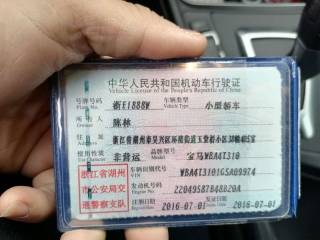 中华人民共和国机动车行驶证
Vehicle License of the People's Republic of China
号牌号码 浙E1888W 车辆类型 小型轿车
Plate No. Vehicle Type
所有人 陈林
Owner
住址
Address
使用性质 非营运 品牌型号 宝马WBA4T310
Use Character Model
浙江省湖州
市公安局交
通警察支队
车辆识别代号
VIN
发动机号码
Engine No.
注册日期 2016-07-01 发证日期 2016-07-01
Register Date Issue Date